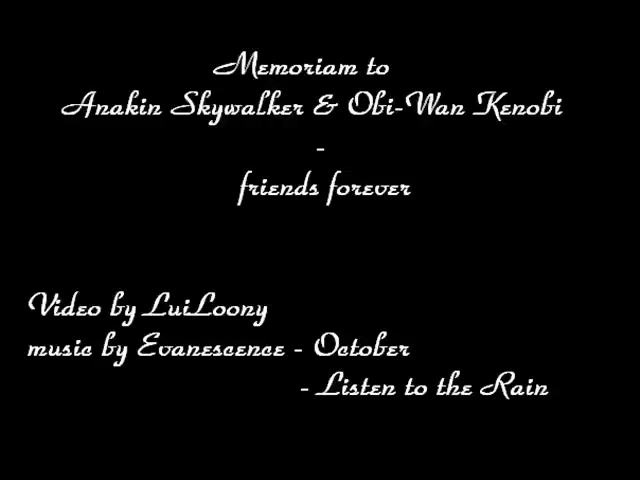 Memoriam to
Anakin Skywalker & Obi-Wan Kenobi
-
friends forever
Video by LuiLoony
music by Evanescence - October
- Listen to the Rain